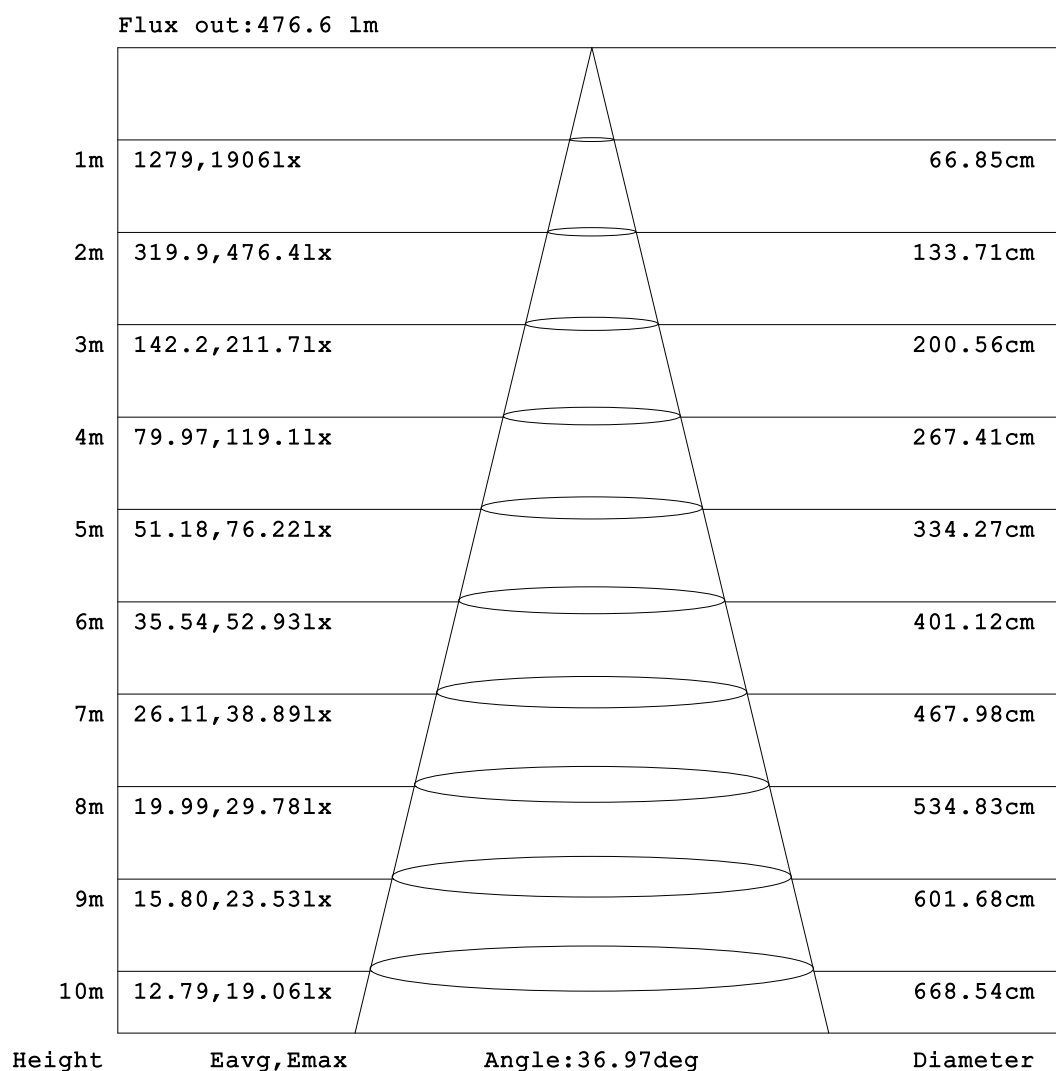 Flux out:476.6 lm
1m 1279,1906lx 66.85cm
2m 319.9,476.4lx 133.71cm
3m 142.2,211.7lx 200.56cm
4m 79.97,119.1lx 267.41cm
5m 51.18,76.22lx 334.27cm
6m 35.54,52.93lx 401.12cm
7m 26.11,38.89lx 467.98cm
8m 19.99,29.78lx 534.83cm
9m 15.80,23.53lx 601.68cm
10m 12.79,19.06lx 668.54cm
Height Eavg,Emax Angle:36.97deg Diameter